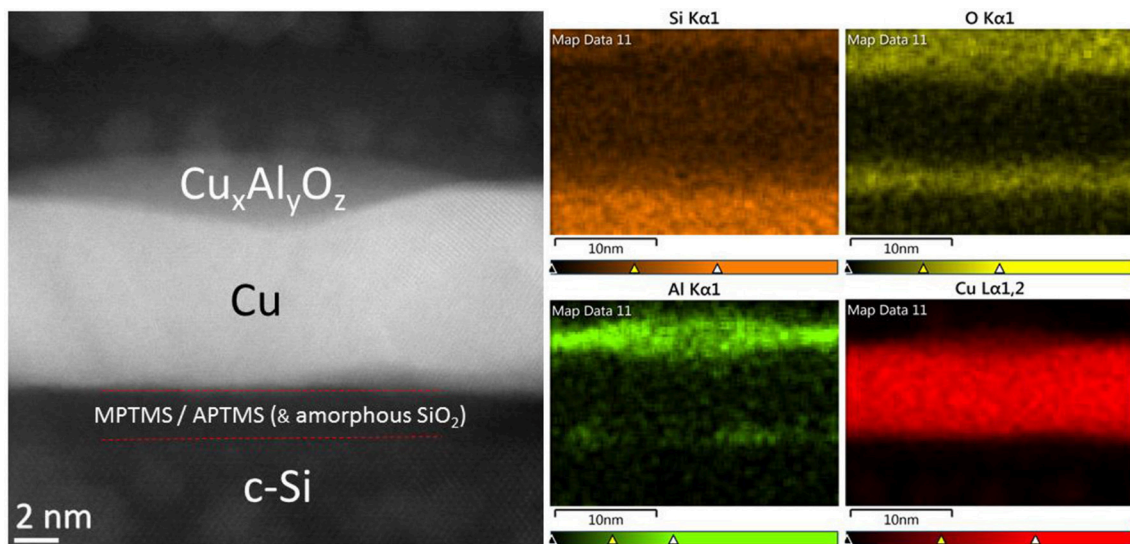 CuₓAlᵧO_z
Cu
MPTMS / APTMS (& amorphous SiO₂)
c-Si
2 nm
Si Kα1
Map Data 11
10nm
O Kα1
Map Data 11
10nm
Al Kα1
Map Data 11
10nm
Cu Lα1,2
Map Data 11
10nm